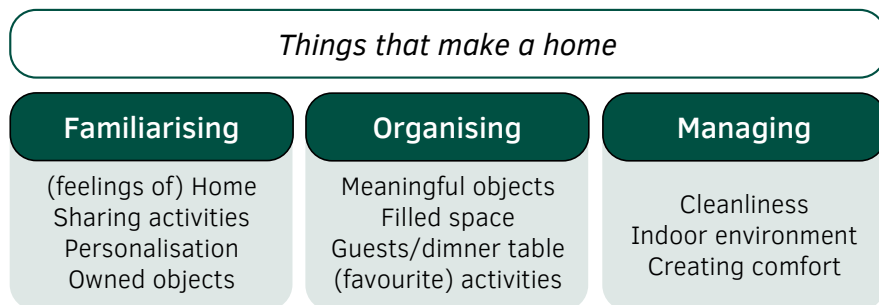 Things that make a home
Familiarising
(feelings of) Home
Sharing activities
Personalisation
Owned objects
Organising
Meaningful objects
Filled space
Guests/dimner table
(favourite) activities
Managing
Cleanliness
Indoor environment
Creating comfort